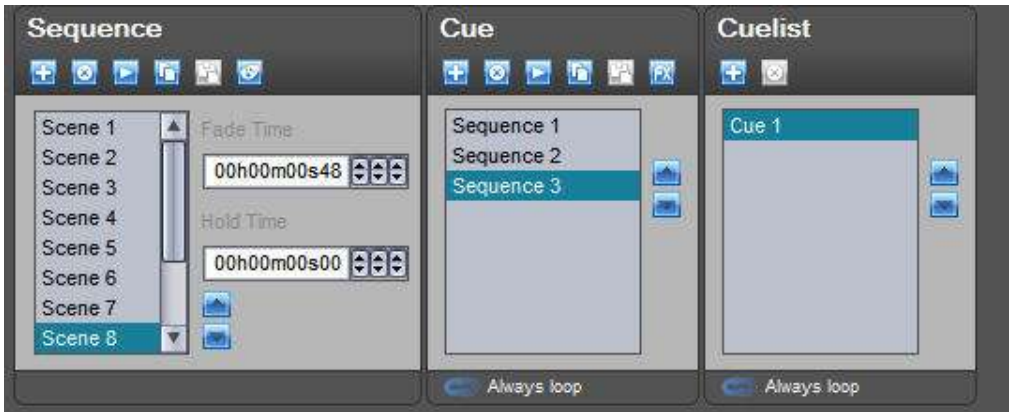 Sequence
Cue
Cuelist
FX
Scene 1
Scene 2
Scene 3
Scene 4
Scene 5
Scene 6
Scene 7
Scene 8
Fade Time
00h00m00s48
Hold Time
00h00m00s00
Sequence 1
Sequence 2
Sequence 3
Cue 1
Always loop
Always loop